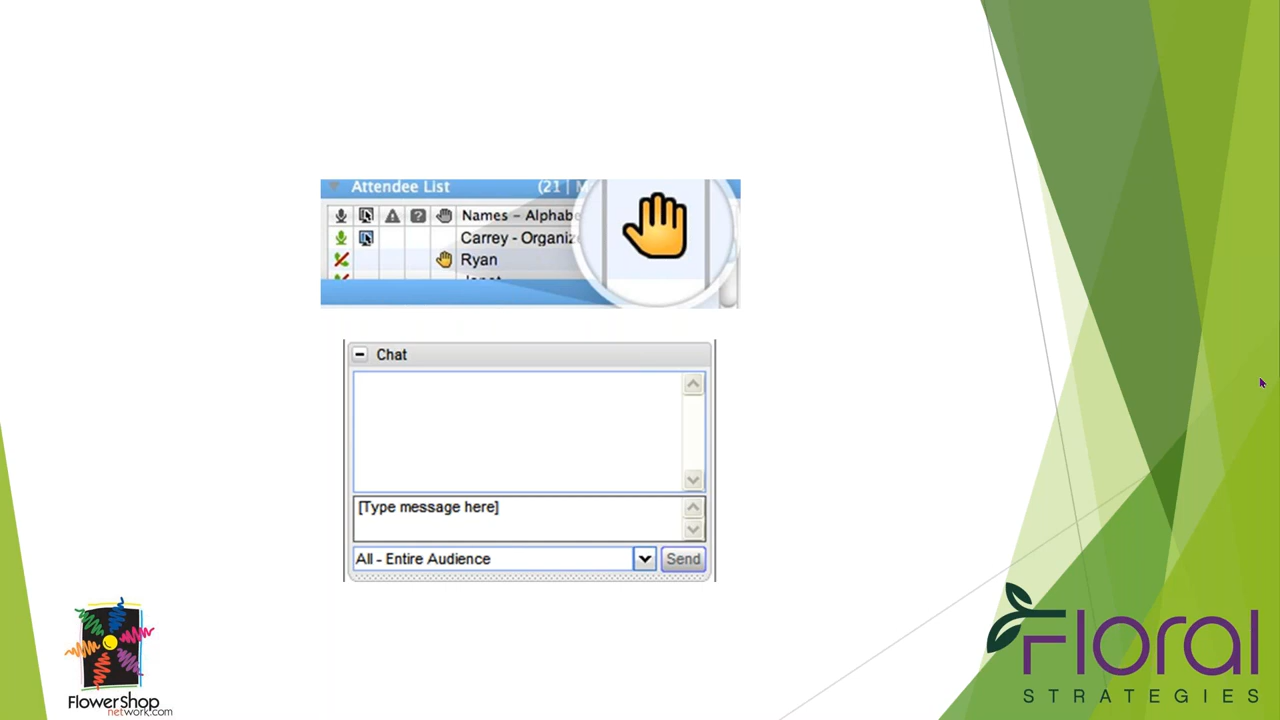 Attendee List (21 | M
Names – Alphabe
Carrey - Organize
Ryan
Chat
[Type message here]
All - Entire Audience
Send
FlowerShop
network.com
Floral
STRATEGIES